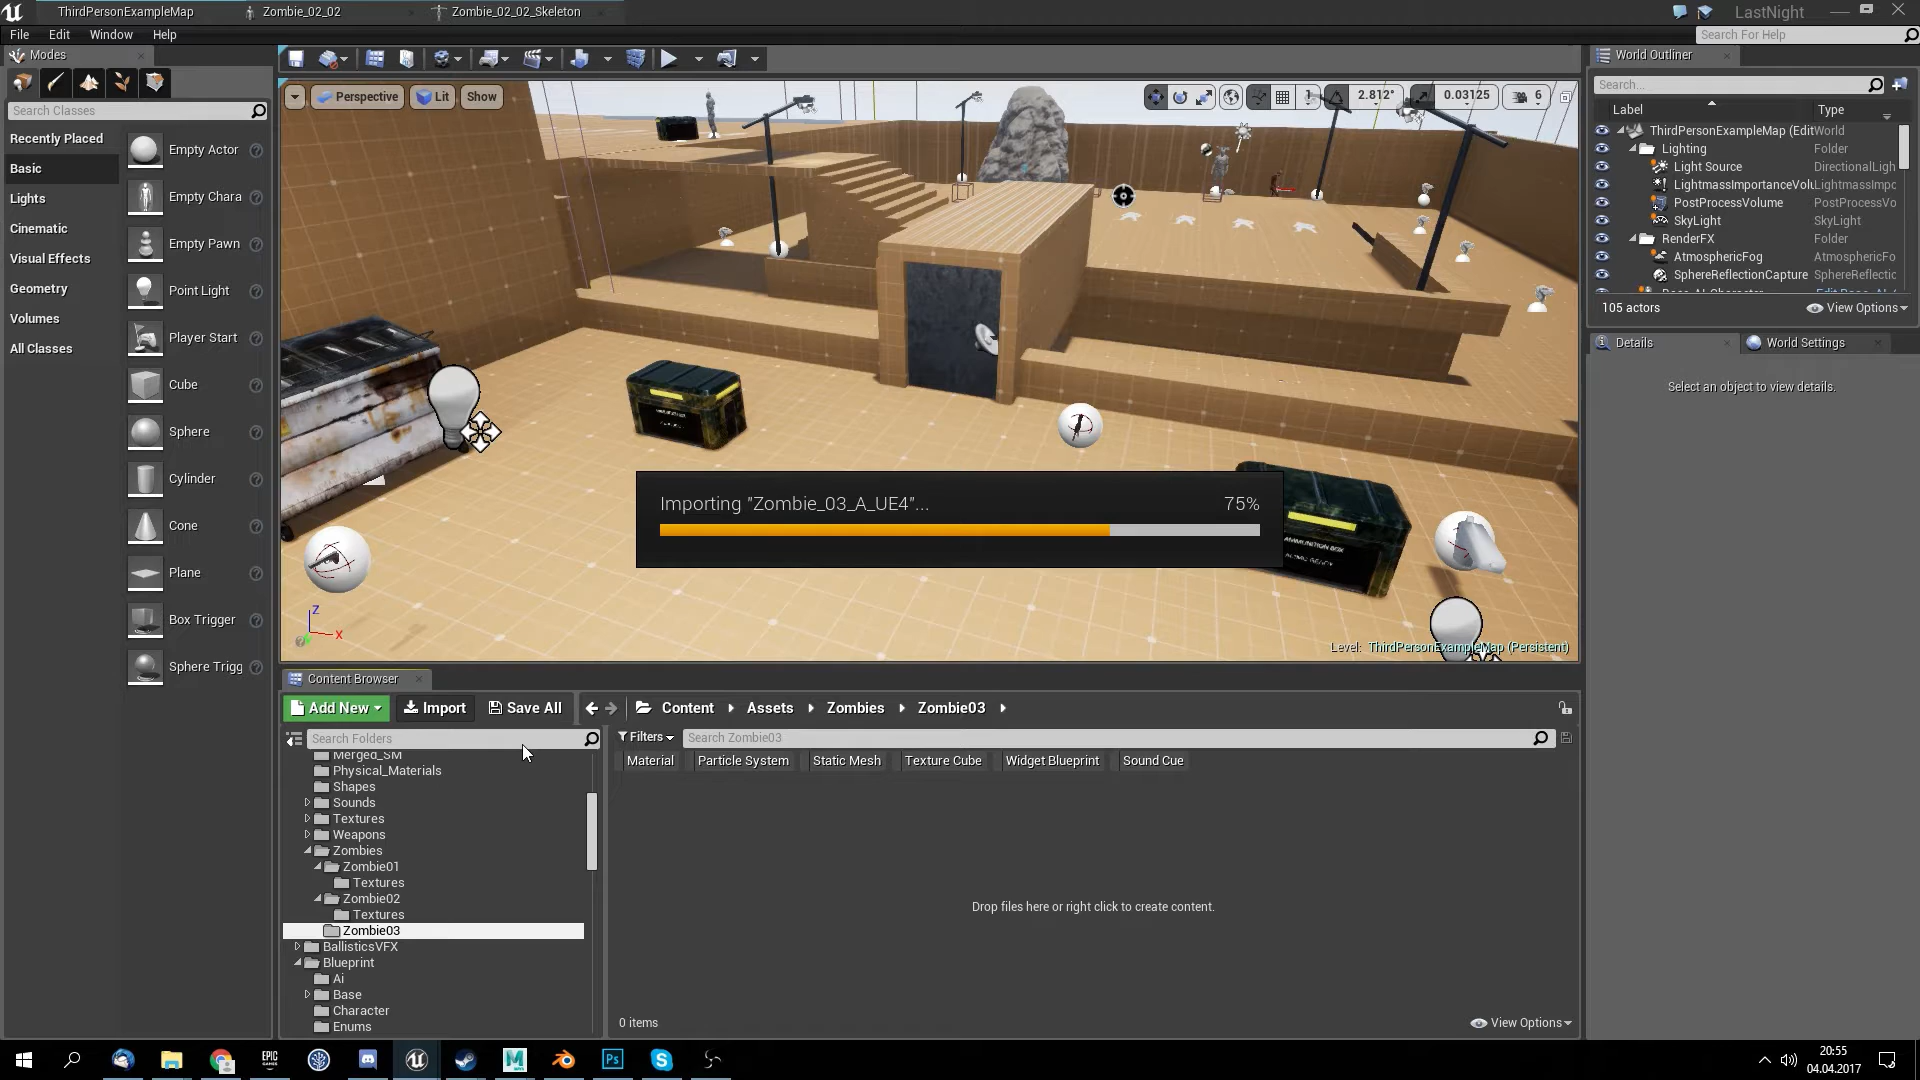 ThirdPersonExampleMap
Zombie_02_02
Zombie_02_02_Skeleton
LastNight
File Edit Window Help
Search For Help
Modes
Search Classes
Recently Placed
Basic
Lights
Cinematic
Visual Effects
Geometry
Volumes
All Classes
Empty Actor
Empty Chara
Empty Pawn
Point Light
Player Start
Cube
Sphere
Cylinder
Cone
Plane
Box Trigger
Sphere Trigg
Perspective Lit Show
2.812° 0.03125 6
Importing "Zombie_03_A_UE4"... 75%
AMMUNITION BOX
Z
X
Level: ThirdPersonExampleMap (Persistent)
World Outliner
Search...
Label Type
ThirdPersonExampleMap (Edit World
Lighting Folder
Light Source DirectionalLigh
LightmassImportanceVolu LightmassImpc
PostProcessVolume PostProcessVo
SkyLight SkyLight
RenderFX Folder
AtmosphericFog AtmosphericFo
SphereReflectionCapture SphereReflectic
105 actors View Options
Details World Settings
Select an object to view details.
Content Browser
Add New Import Save All Content Assets Zombies Zombie03
Search Folders
Filters Search Zombie03
Material Particle System Static Mesh Texture Cube Widget Blueprint Sound Cue
Merged_SM
Physical_Materials
Shapes
Sounds
Textures
Weapons
Zombies
Zombie01
Textures
Zombie02
Textures
Zombie03
BallisticsVFX
Blueprint
Ai
Base
Character
Enums
Drop files here or right click to create content.
0 items View Options
EPIC GAMES
M
Ps
20:55
04.04.2017